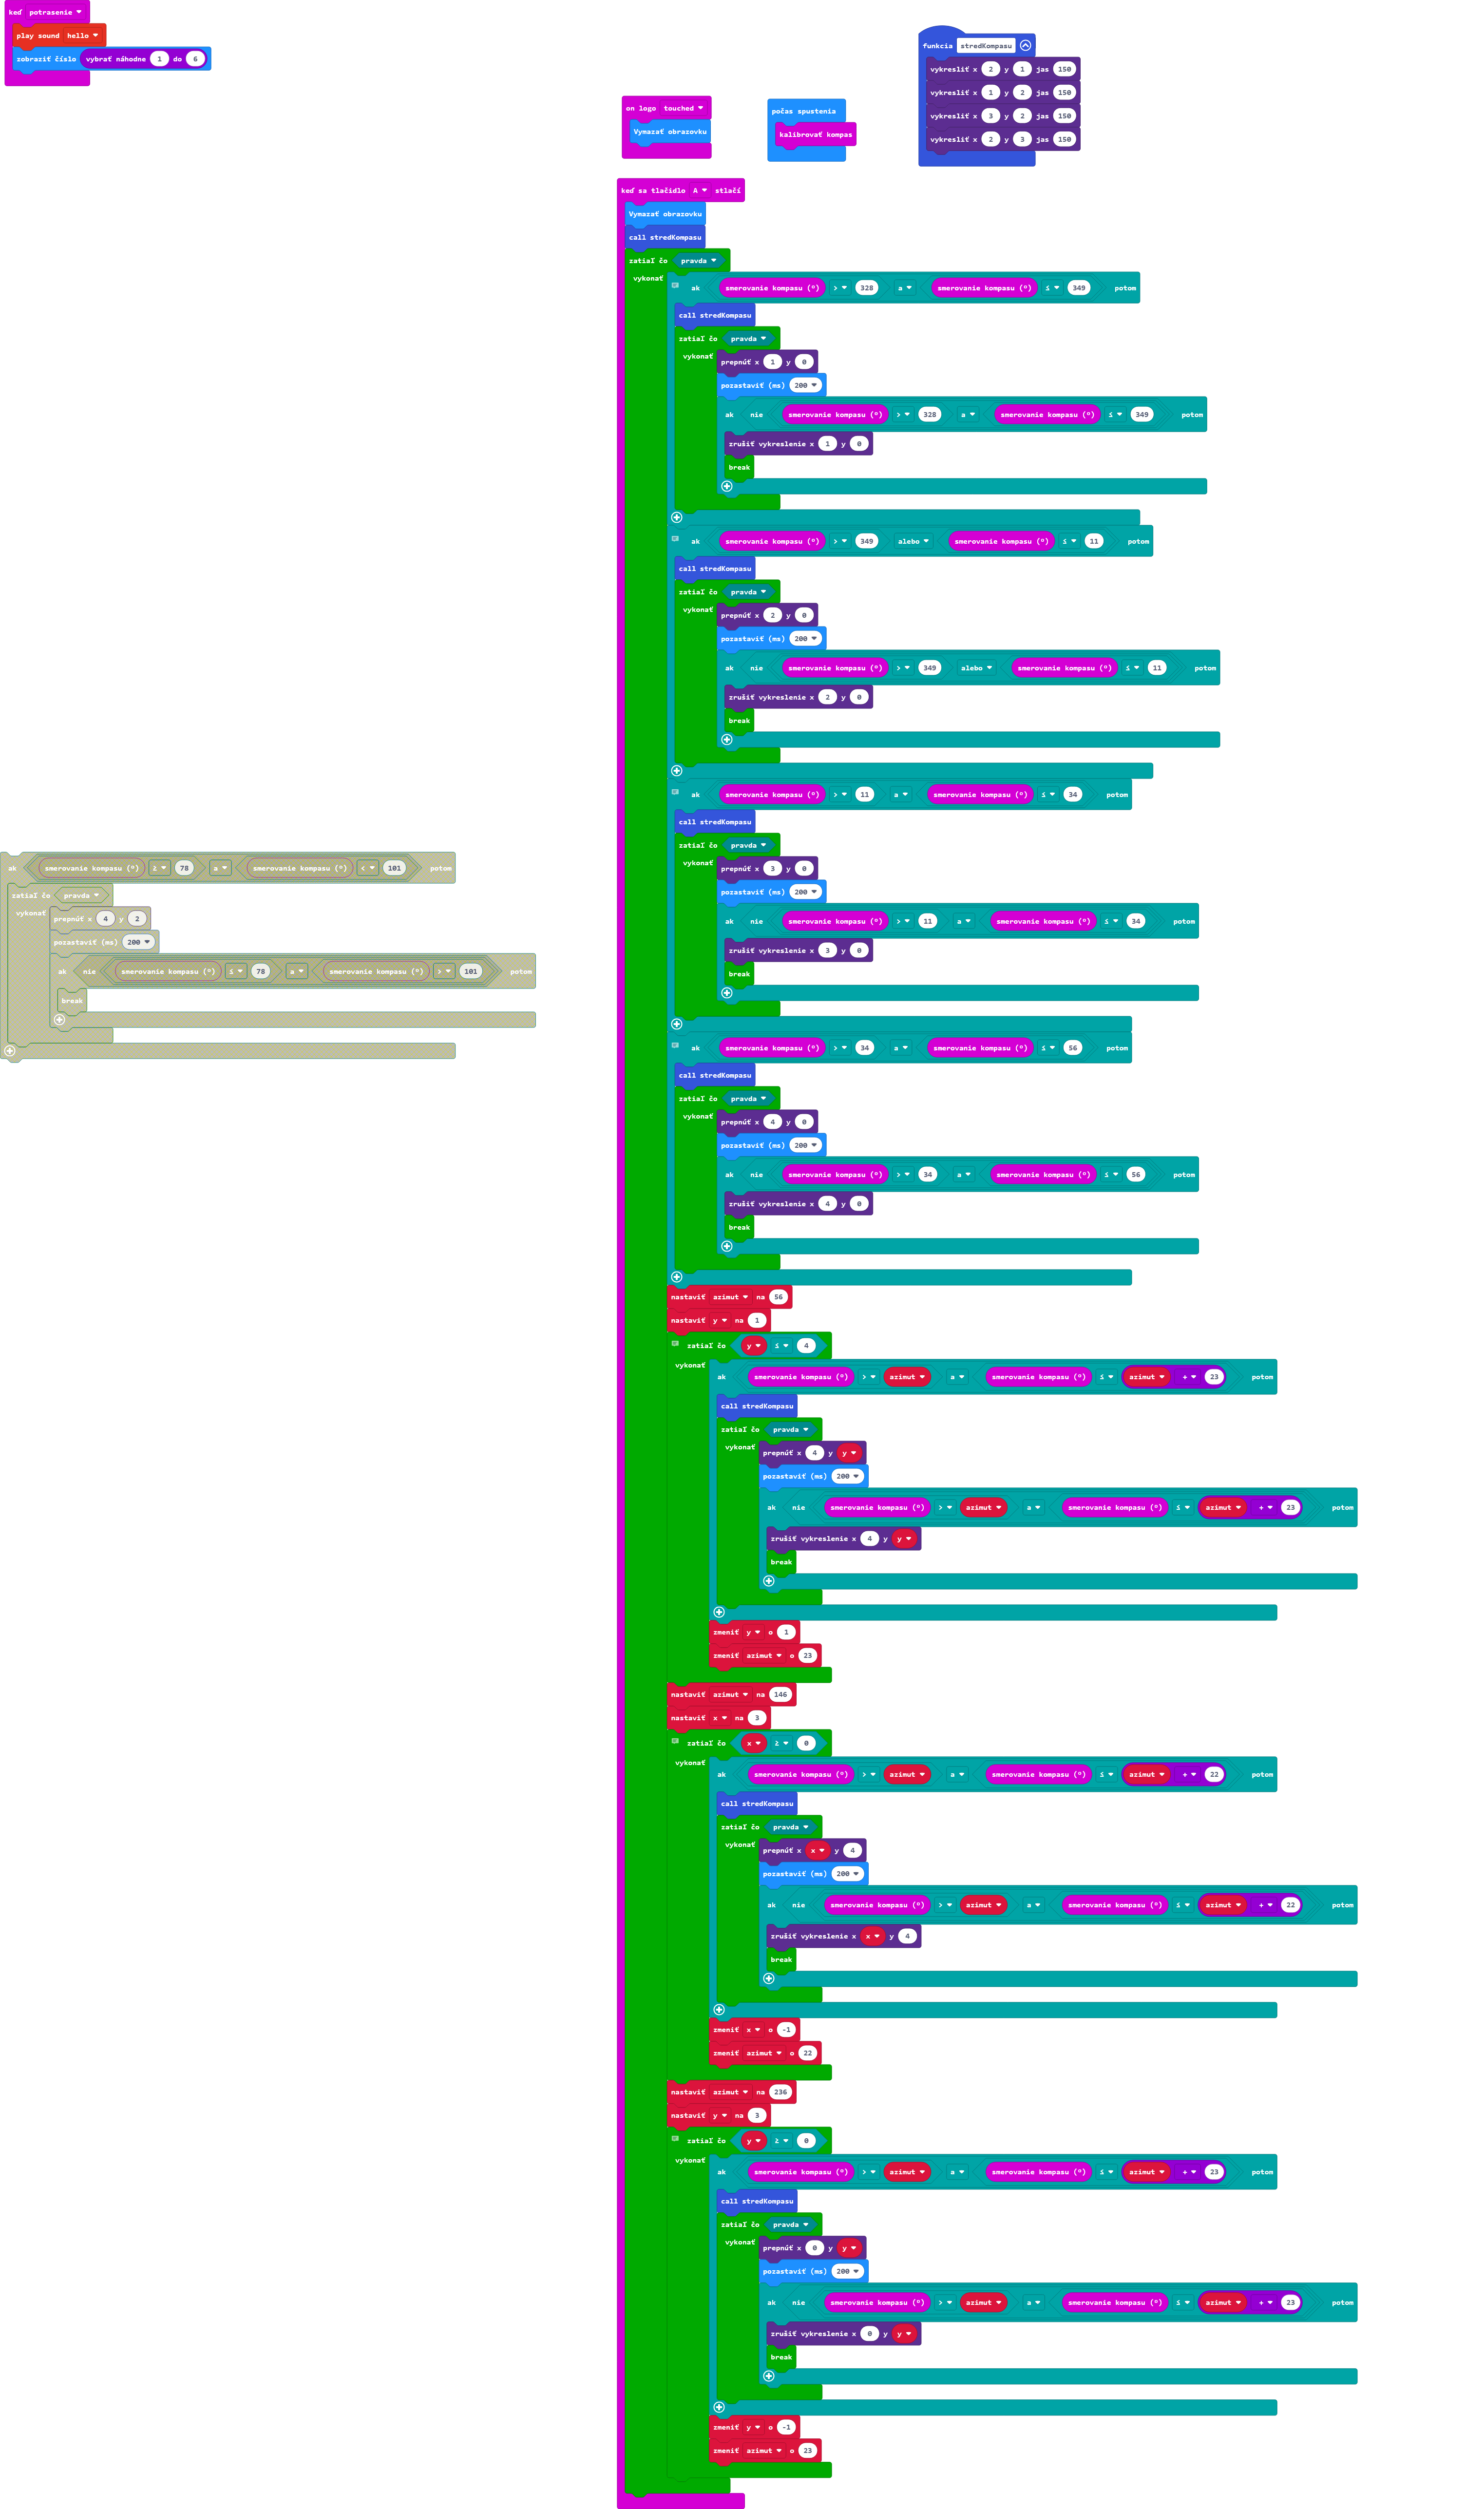 keď potrasenie
play sound hello
zobraziť číslo vybrať náhodne 1 do 6
funkcia stredKompasu
vykresliť x 2 y 1 jas 150
vykresliť x 1 y 2 jas 150
vykresliť x 3 y 2 jas 150
vykresliť x 2 y 3 jas 150
on logo touched
Vymazať obrazovku
počas spustenia
kalibrovať kompas
keď sa tlačidlo A stlačí
Vymazať obrazovku
call stredKompasu
zatiaľ čo pravda
vykonať
ak smerovanie kompasu (º) > 328 a smerovanie kompasu (º) ≤ 349 potom
call stredKompasu
zatiaľ čo pravda
vykonať prepnúť x 1 y 0
pozastaviť (ms) 200
ak nie smerovanie kompasu (º) > 328 a smerovanie kompasu (º) ≤ 349 potom
zrušiť vykreslenie x 1 y 0
break
ak smerovanie kompasu (º) > 349 alebo smerovanie kompasu (º) ≤ 11 potom
call stredKompasu
zatiaľ čo pravda
vykonať prepnúť x 2 y 0
pozastaviť (ms) 200
ak nie smerovanie kompasu (º) > 349 alebo smerovanie kompasu (º) ≤ 11 potom
zrušiť vykreslenie x 2 y 0
break
ak smerovanie kompasu (º) > 11 a smerovanie kompasu (º) ≤ 34 potom
call stredKompasu
zatiaľ čo pravda
vykonať prepnúť x 3 y 0
pozastaviť (ms) 200
ak nie smerovanie kompasu (º) > 11 a smerovanie kompasu (º) ≤ 34 potom
zrušiť vykreslenie x 3 y 0
break
ak smerovanie kompasu (º) ≥ 78 a smerovanie kompasu (º) < 101 potom
zatiaľ čo pravda
vykonať prepnúť x 4 y 2
pozastaviť (ms) 200
ak nie smerovanie kompasu (º) ≤ 78 a smerovanie kompasu (º) > 101 potom
break
ak smerovanie kompasu (º) > 34 a smerovanie kompasu (º) ≤ 56 potom
call stredKompasu
zatiaľ čo pravda
vykonať prepnúť x 4 y 0
pozastaviť (ms) 200
ak nie smerovanie kompasu (º) > 34 a smerovanie kompasu (º) ≤ 56 potom
zrušiť vykreslenie x 4 y 0
break
nastaviť azimut na 56
nastaviť y na 1
zatiaľ čo y ≤ 4
vykonať ak smerovanie kompasu (º) > azimut a smerovanie kompasu (º) ≤ azimut + 23 potom
call stredKompasu
zatiaľ čo pravda
vykonať prepnúť x 4 y y
pozastaviť (ms) 200
ak nie smerovanie kompasu (º) > azimut a smerovanie kompasu (º) ≤ azimut + 23 potom
zrušiť vykreslenie x 4 y y
break
zmeniť y o 1
zmeniť azimut o 23
nastaviť azimut na 146
nastaviť x na 3
zatiaľ čo x ≥ 0
vykonať ak smerovanie kompasu (º) > azimut a smerovanie kompasu (º) ≤ azimut + 22 potom
call stredKompasu
zatiaľ čo pravda
vykonať prepnúť x x y 4
pozastaviť (ms) 200
ak nie smerovanie kompasu (º) > azimut a smerovanie kompasu (º) ≤ azimut + 22 potom
zrušiť vykreslenie x x y 4
break
zmeniť x o -1
zmeniť azimut o 22
nastaviť azimut na 236
nastaviť y na 3
zatiaľ čo y ≥ 0
vykonať ak smerovanie kompasu (º) > azimut a smerovanie kompasu (º) ≤ azimut + 23 potom
call stredKompasu
zatiaľ čo pravda
vykonať prepnúť x 0 y y
pozastaviť (ms) 200
ak nie smerovanie kompasu (º) > azimut a smerovanie kompasu (º) ≤ azimut + 23 potom
zrušiť vykreslenie x 0 y y
break
zmeniť y o -1
zmeniť azimut o 23